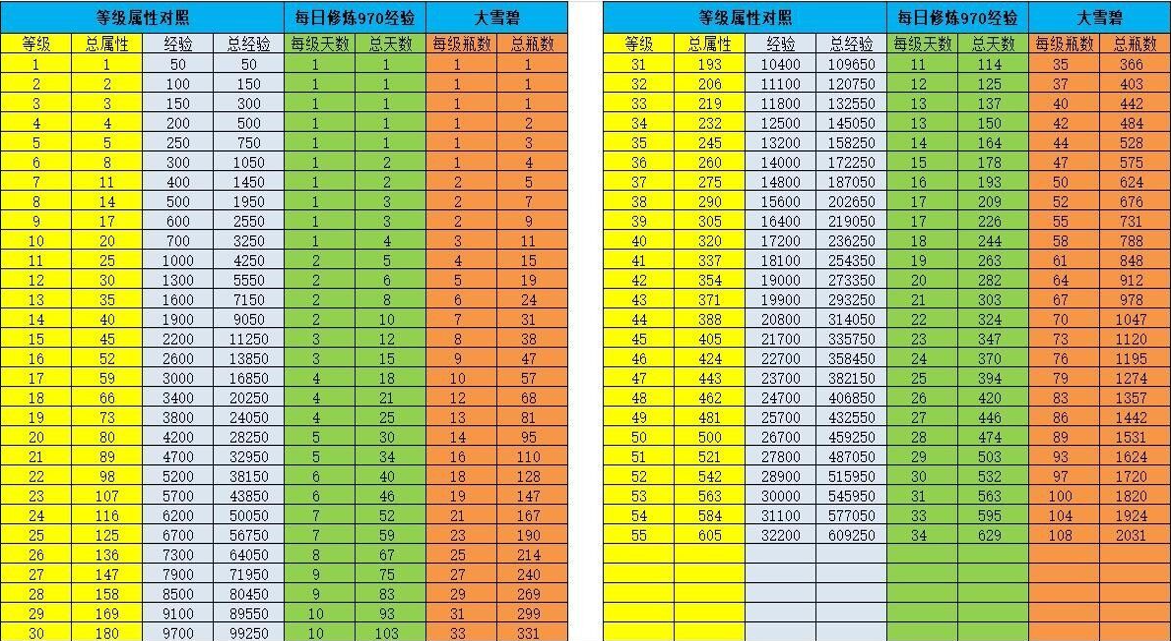 等级属性对照 每日修炼970经验 大雪碧 等级属性对照 每日修炼970经验 大雪碧
等级 总属性 经验 总经验 每级天数 总天数 每级瓶数 总瓶数 等级 总属性 经验 总经验 每级天数 总天数 每级瓶数 总瓶数
1 1 50 50 1 1 1 1 31 193 10400 109650 11 114 35 366
2 2 100 150 1 1 1 1 32 206 11100 120750 12 125 37 403
3 3 150 300 1 1 1 1 33 219 11800 132550 13 137 40 442
4 4 200 500 1 1 1 2 34 232 12500 145050 13 150 42 484
5 5 250 750 1 1 1 3 35 245 13200 158250 14 164 44 528
6 8 300 1050 1 2 1 4 36 260 14000 172250 15 178 47 575
7 11 400 1450 1 2 2 5 37 275 14800 187050 16 193 50 624
8 14 500 1950 1 3 2 7 38 290 15600 202650 17 209 52 676
9 17 600 2550 1 3 2 9 39 305 16400 219050 17 226 55 731
10 20 700 3250 1 4 3 11 40 320 17200 236250 18 244 58 788
11 25 1000 4250 2 5 4 15 41 337 18100 254350 19 263 61 848
12 30 1300 5550 2 6 5 19 42 354 19000 273350 20 282 64 912
13 35 1600 7150 2 8 6 24 43 371 19900 293250 21 303 67 978
14 40 1900 9050 2 10 7 31 44 388 20800 314050 22 324 70 1047
15 45 2200 11250 3 12 8 38 45 405 21700 335750 23 347 73 1120
16 52 2600 13850 3 15 9 47 46 424 22700 358450 24 370 76 1195
17 59 3000 16850 4 18 10 57 47 443 23700 382150 25 394 79 1274
18 66 3400 20250 4 21 12 68 48 462 24700 406850 26 420 83 1357
19 73 3800 24050 4 25 13 81 49 481 25700 432550 27 446 86 1442
20 80 4200 28250 5 30 14 95 50 500 26700 459250 28 474 89 1531
21 89 4700 32950 5 34 16 110 51 521 27800 487050 29 503 93 1624
22 98 5200 38150 6 40 18 128 52 542 28900 515950 30 532 97 1720
23 107 5700 43850 6 46 19 147 53 563 30000 545950 31 563 100 1820
24 116 6200 50050 7 52 21 167 54 584 31100 577050 33 595 104 1924
25 125 6700 56750 7 59 23 190 55 605 32200 609250 34 629 108 2031
26 136 7300 64050 8 67 25 214
27 147 7900 71950 9 75 27 240
28 158 8500 80450 9 83 29 269
29 169 9100 89550 10 93 31 299
30 180 9700 99250 10 103 33 331